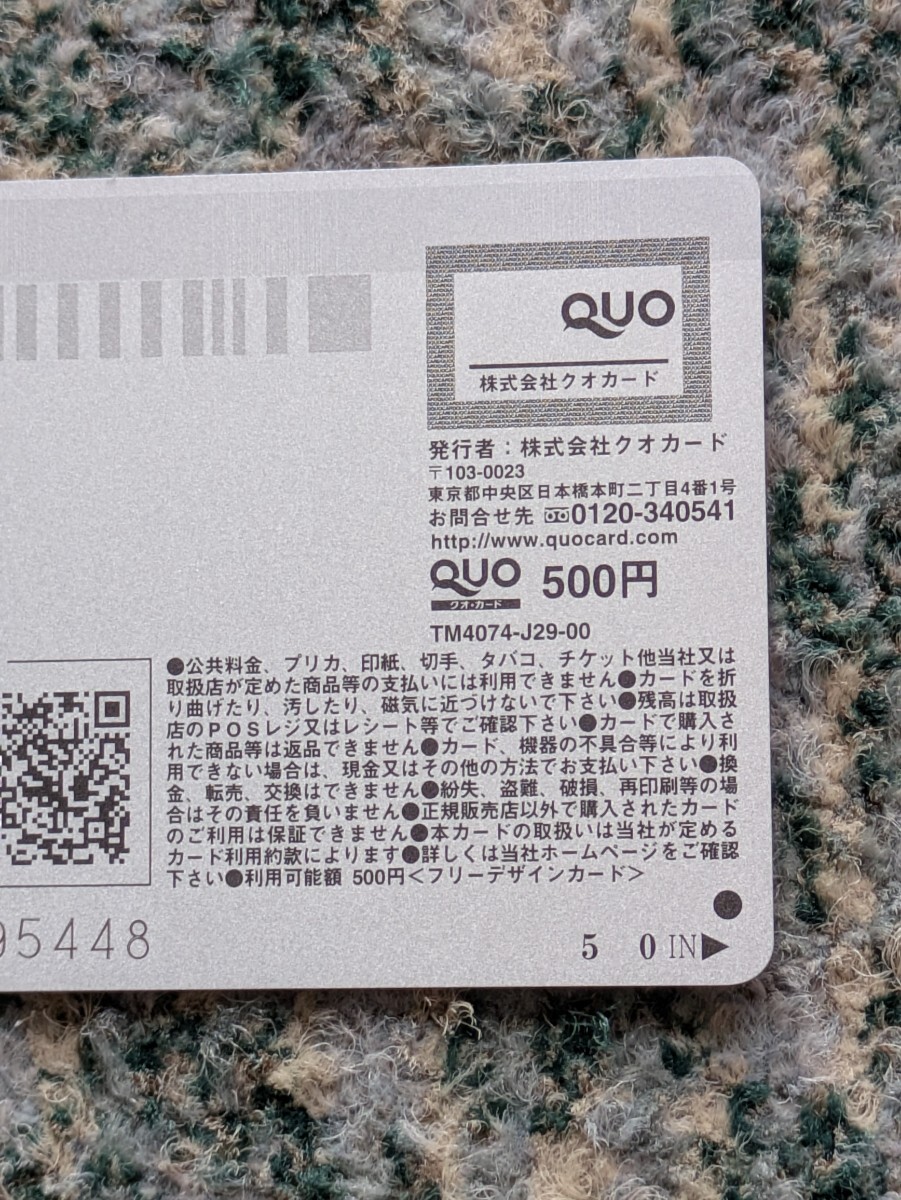 QUO
株式会社クオカード
発行者：株式会社クオカード
〒103-0023
東京都中央区日本橋本町二丁目4番1号
お問合せ先 0120-340541
http://www.quocard.com
QUO 500円
クオ・カード
TM4074-J29-00
●公共料金、プリカ、印紙、切手、タバコ、チケット他当社又は
取扱店が定めた商品等の支払いには利用できません●カードを折
り曲げたり、汚したり、磁気に近づけないで下さい●残高は取扱
店のPOSレジ又はレシート等でご確認下さい●カードで購入さ
れた商品等は返品できません●カード、機器の不具合等により利
用できない場合は、現金又はその他の方法でお支払い下さい●換
金、転売、交換はできません●紛失、盗難、破損、再印刷等の場
合はその責任を負いません●正規販売店以外で購入されたカード
のご利用は保証できません●本カードの取扱いは当社が定める
カード利用約款によります●詳しくは当社ホームページをご確認
下さい●利用可能額 500円＜フリーデザインカード＞
95448
5 0 IN▶